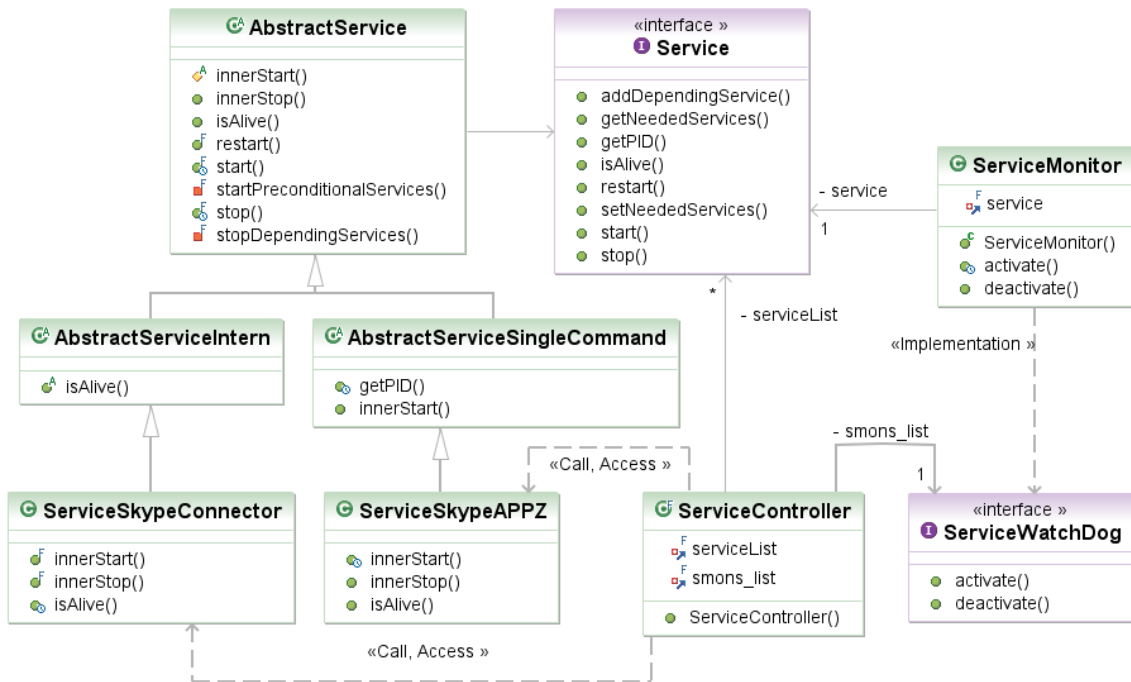 AbstractService
innerStart()
innerStop()
isAlive()
restart()
start()
startPreconditionalServices()
stop()
stopDependingServices()
«interface »
Service
addDependingService()
getNeededServices()
getPID()
isAlive()
restart()
setNeededServices()
start()
stop()
ServiceMonitor
service
ServiceMonitor()
activate()
deactivate()
- service
1
*
- serviceList
«Implementation »
AbstractServiceIntern
isAlive()
AbstractServiceSingleCommand
getPID()
innerStart()
- smons_list
1
«Call, Access »
ServiceSkypeConnector
innerStart()
innerStop()
isAlive()
ServiceSkypeAPPZ
innerStart()
innerStop()
isAlive()
ServiceController
serviceList
smons_list
ServiceController()
«interface »
ServiceWatchDog
activate()
deactivate()
«Call, Access »